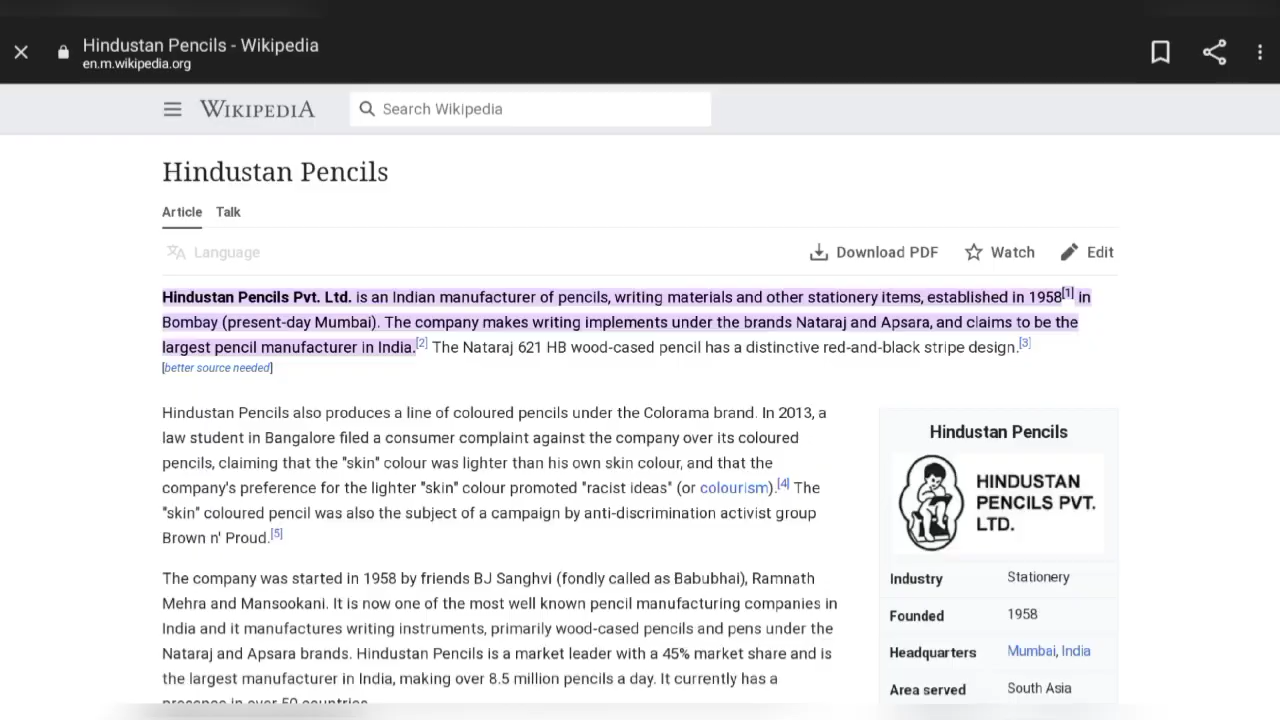 Hindustan Pencils - Wikipedia
en.m.wikipedia.org
WIKIPEDIA
Search Wikipedia
Hindustan Pencils
Article Talk
Language
Download PDF Watch Edit
Hindustan Pencils Pvt. Ltd. is an Indian manufacturer of pencils, writing materials and other stationery items, established in 1958[1] in
Bombay (present-day Mumbai). The company makes writing implements under the brands Nataraj and Apsara, and claims to be the
largest pencil manufacturer in India.[2] The Nataraj 621 HB wood-cased pencil has a distinctive red-and-black stripe design.[3]
[better source needed]
Hindustan Pencils also produces a line of coloured pencils under the Colorama brand. In 2013, a
law student in Bangalore filed a consumer complaint against the company over its coloured
pencils, claiming that the "skin" colour was lighter than his own skin colour, and that the
company's preference for the lighter "skin" colour promoted "racist ideas" (or colourism).[4] The
"skin" coloured pencil was also the subject of a campaign by anti-discrimination activist group
Brown n' Proud.[5]
The company was started in 1958 by friends BJ Sanghvi (fondly called as Babubhai), Ramnath
Mehra and Mansookani. It is now one of the most well known pencil manufacturing companies in
India and it manufactures writing instruments, primarily wood-cased pencils and pens under the
Nataraj and Apsara brands. Hindustan Pencils is a market leader with a 45% market share and is
the largest manufacturer in India, making over 8.5 million pencils a day. It currently has a
presence in over 50 countries.
Hindustan Pencils
HINDUSTAN
PENCILS PVT.
LTD.
Industry Stationery
Founded 1958
Headquarters Mumbai, India
Area served South Asia